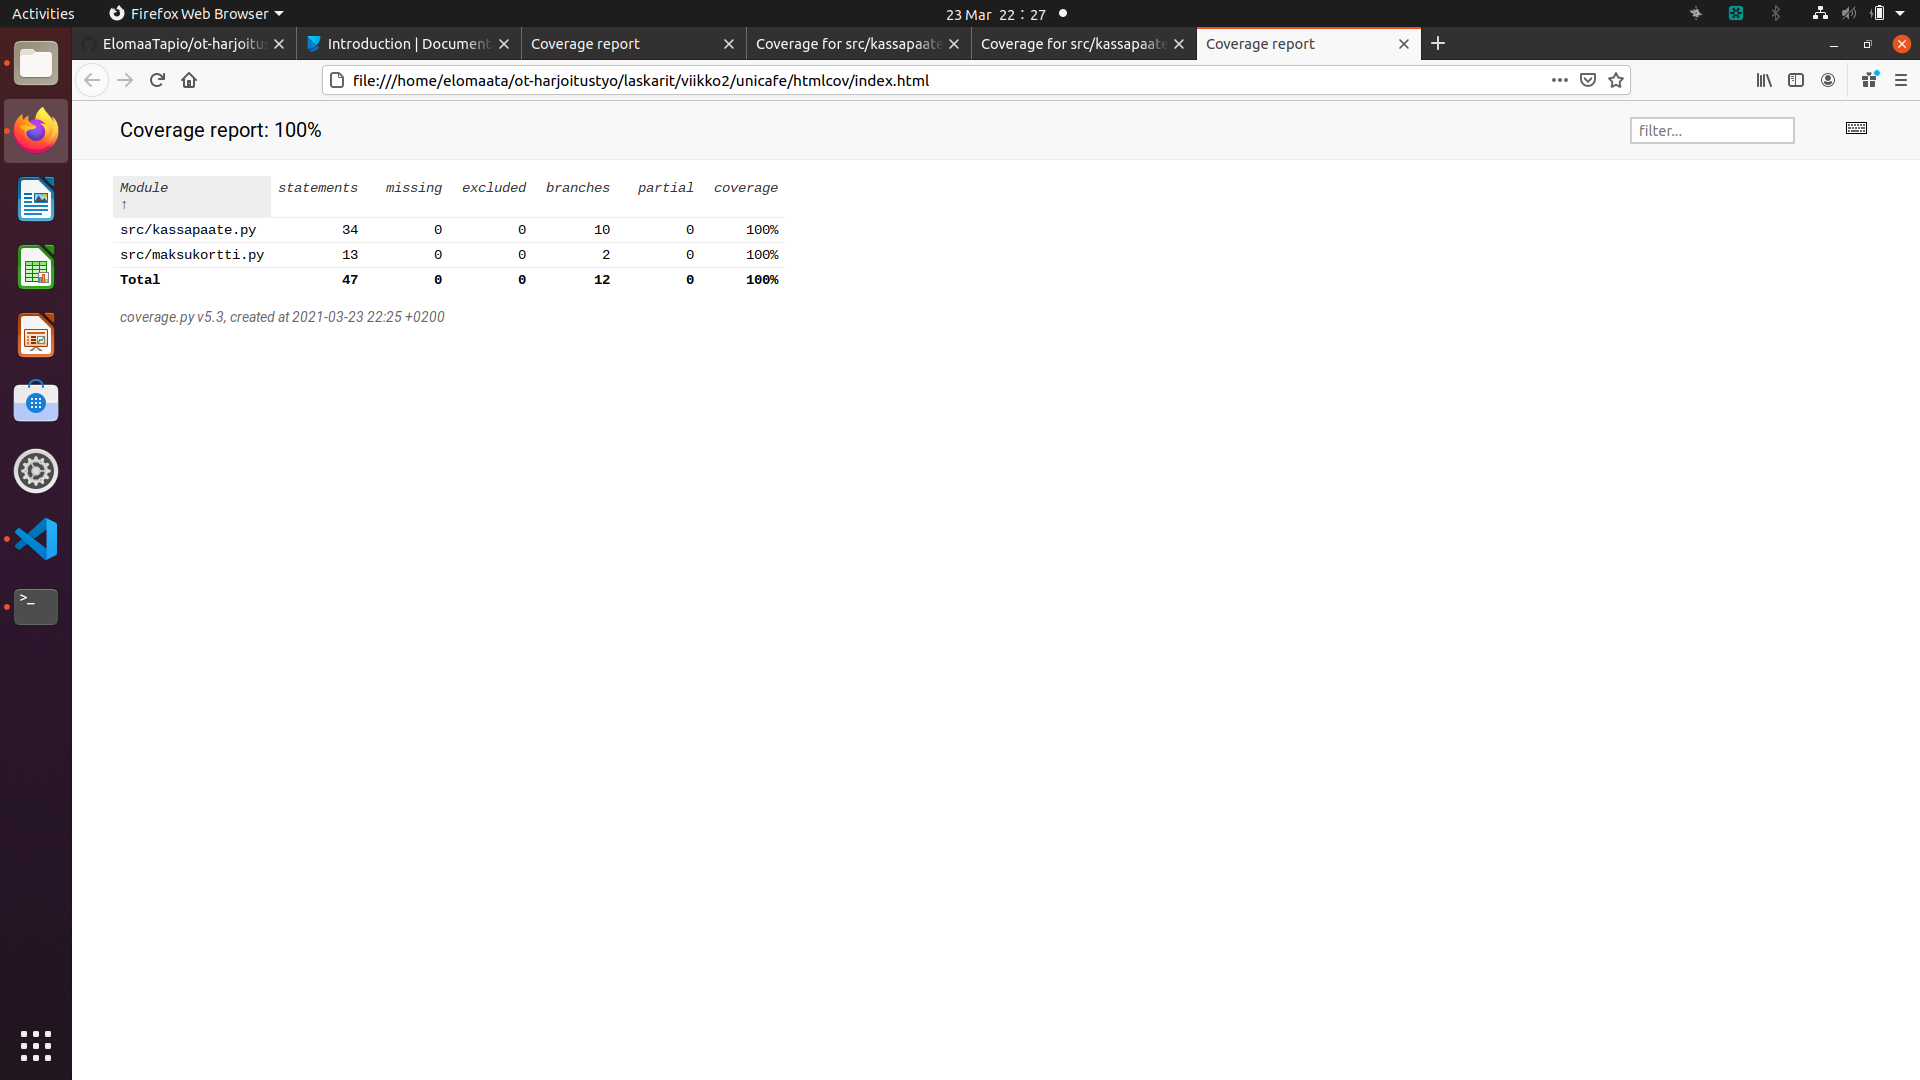 Activities Firefox Web Browser 23 Mar 22:27
ElomaaTapio/ot-harjoitu Introduction | Document Coverage report Coverage for src/kassapaate Coverage for src/kassapaate Coverage report
file:///home/elomaata/ot-harjoitustyo/laskarit/viikko2/unicafe/htmlcov/index.html
Coverage report: 100% filter...
Module ↑ statements missing excluded branches partial coverage
src/kassapaate.py 34 0 0 10 0 100%
src/maksukortti.py 13 0 0 2 0 100%
Total 47 0 0 12 0 100%
coverage.py v5.3, created at 2021-03-23 22:25 +0200
>_